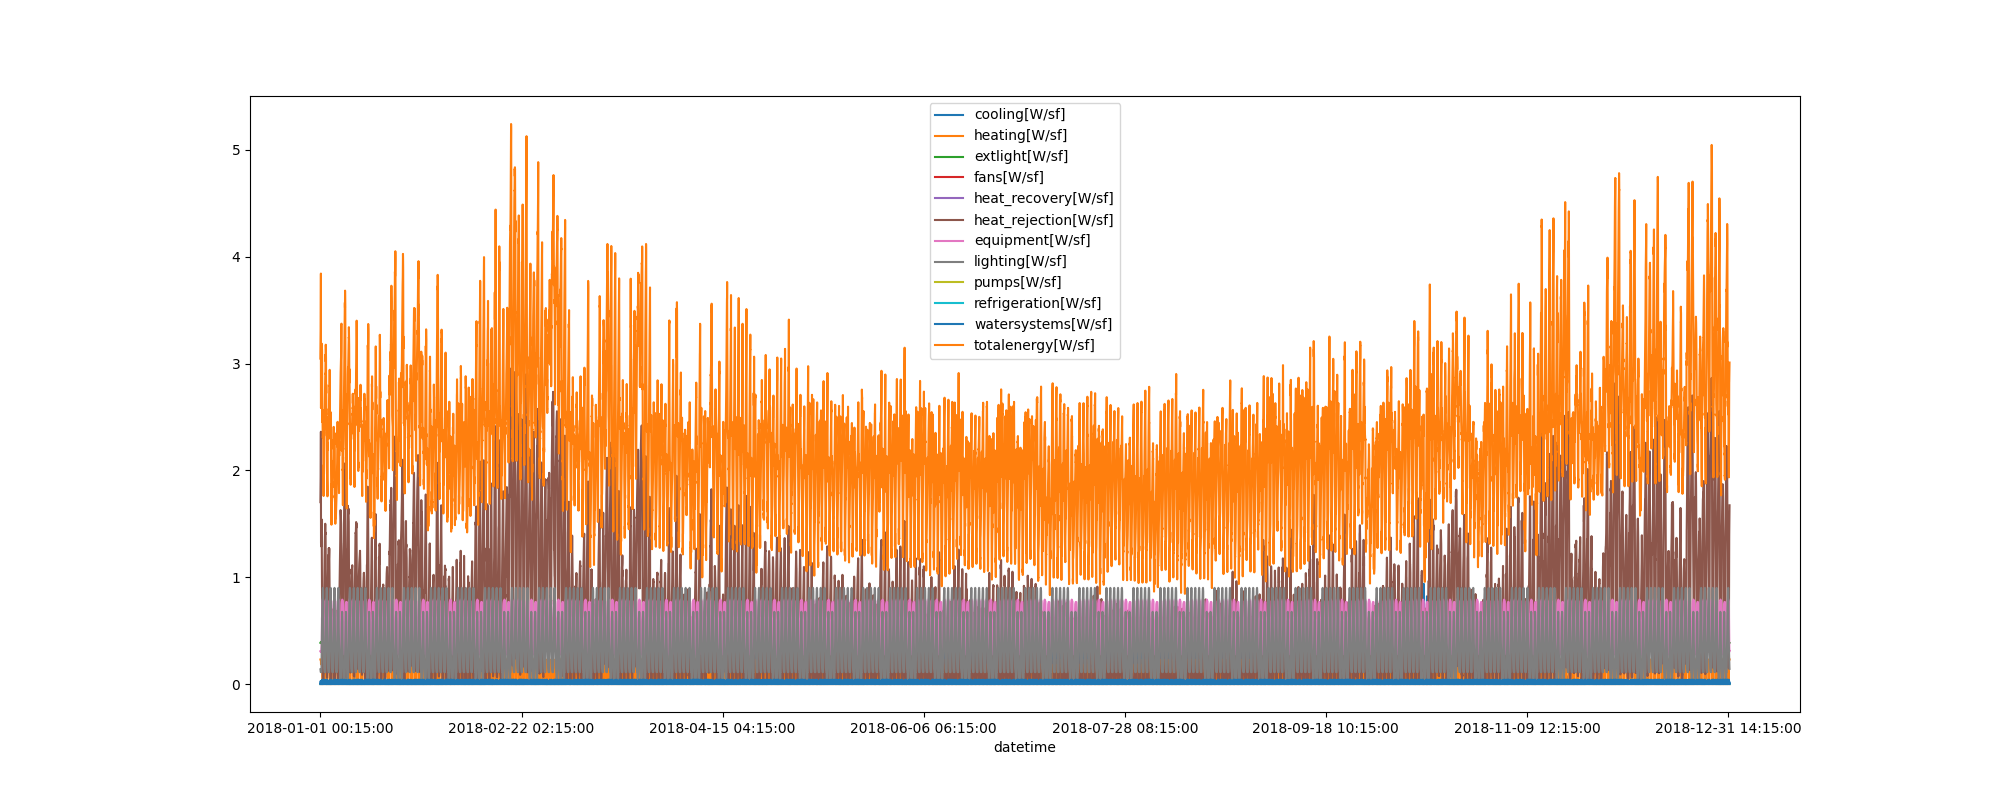 cooling[W/sf]
heating[W/sf]
extlight[W/sf]
fans[W/sf]
heat_recovery[W/sf]
heat_rejection[W/sf]
equipment[W/sf]
lighting[W/sf]
pumps[W/sf]
refrigeration[W/sf]
watersystems[W/sf]
totalenergy[W/sf]
5
4
3
2
1
0
2018-01-01 00:15:00 2018-02-22 02:15:00 2018-04-15 04:15:00 2018-06-06 06:15:00 2018-07-28 08:15:00 2018-09-18 10:15:00 2018-11-09 12:15:00 2018-12-31 14:15:00
datetime